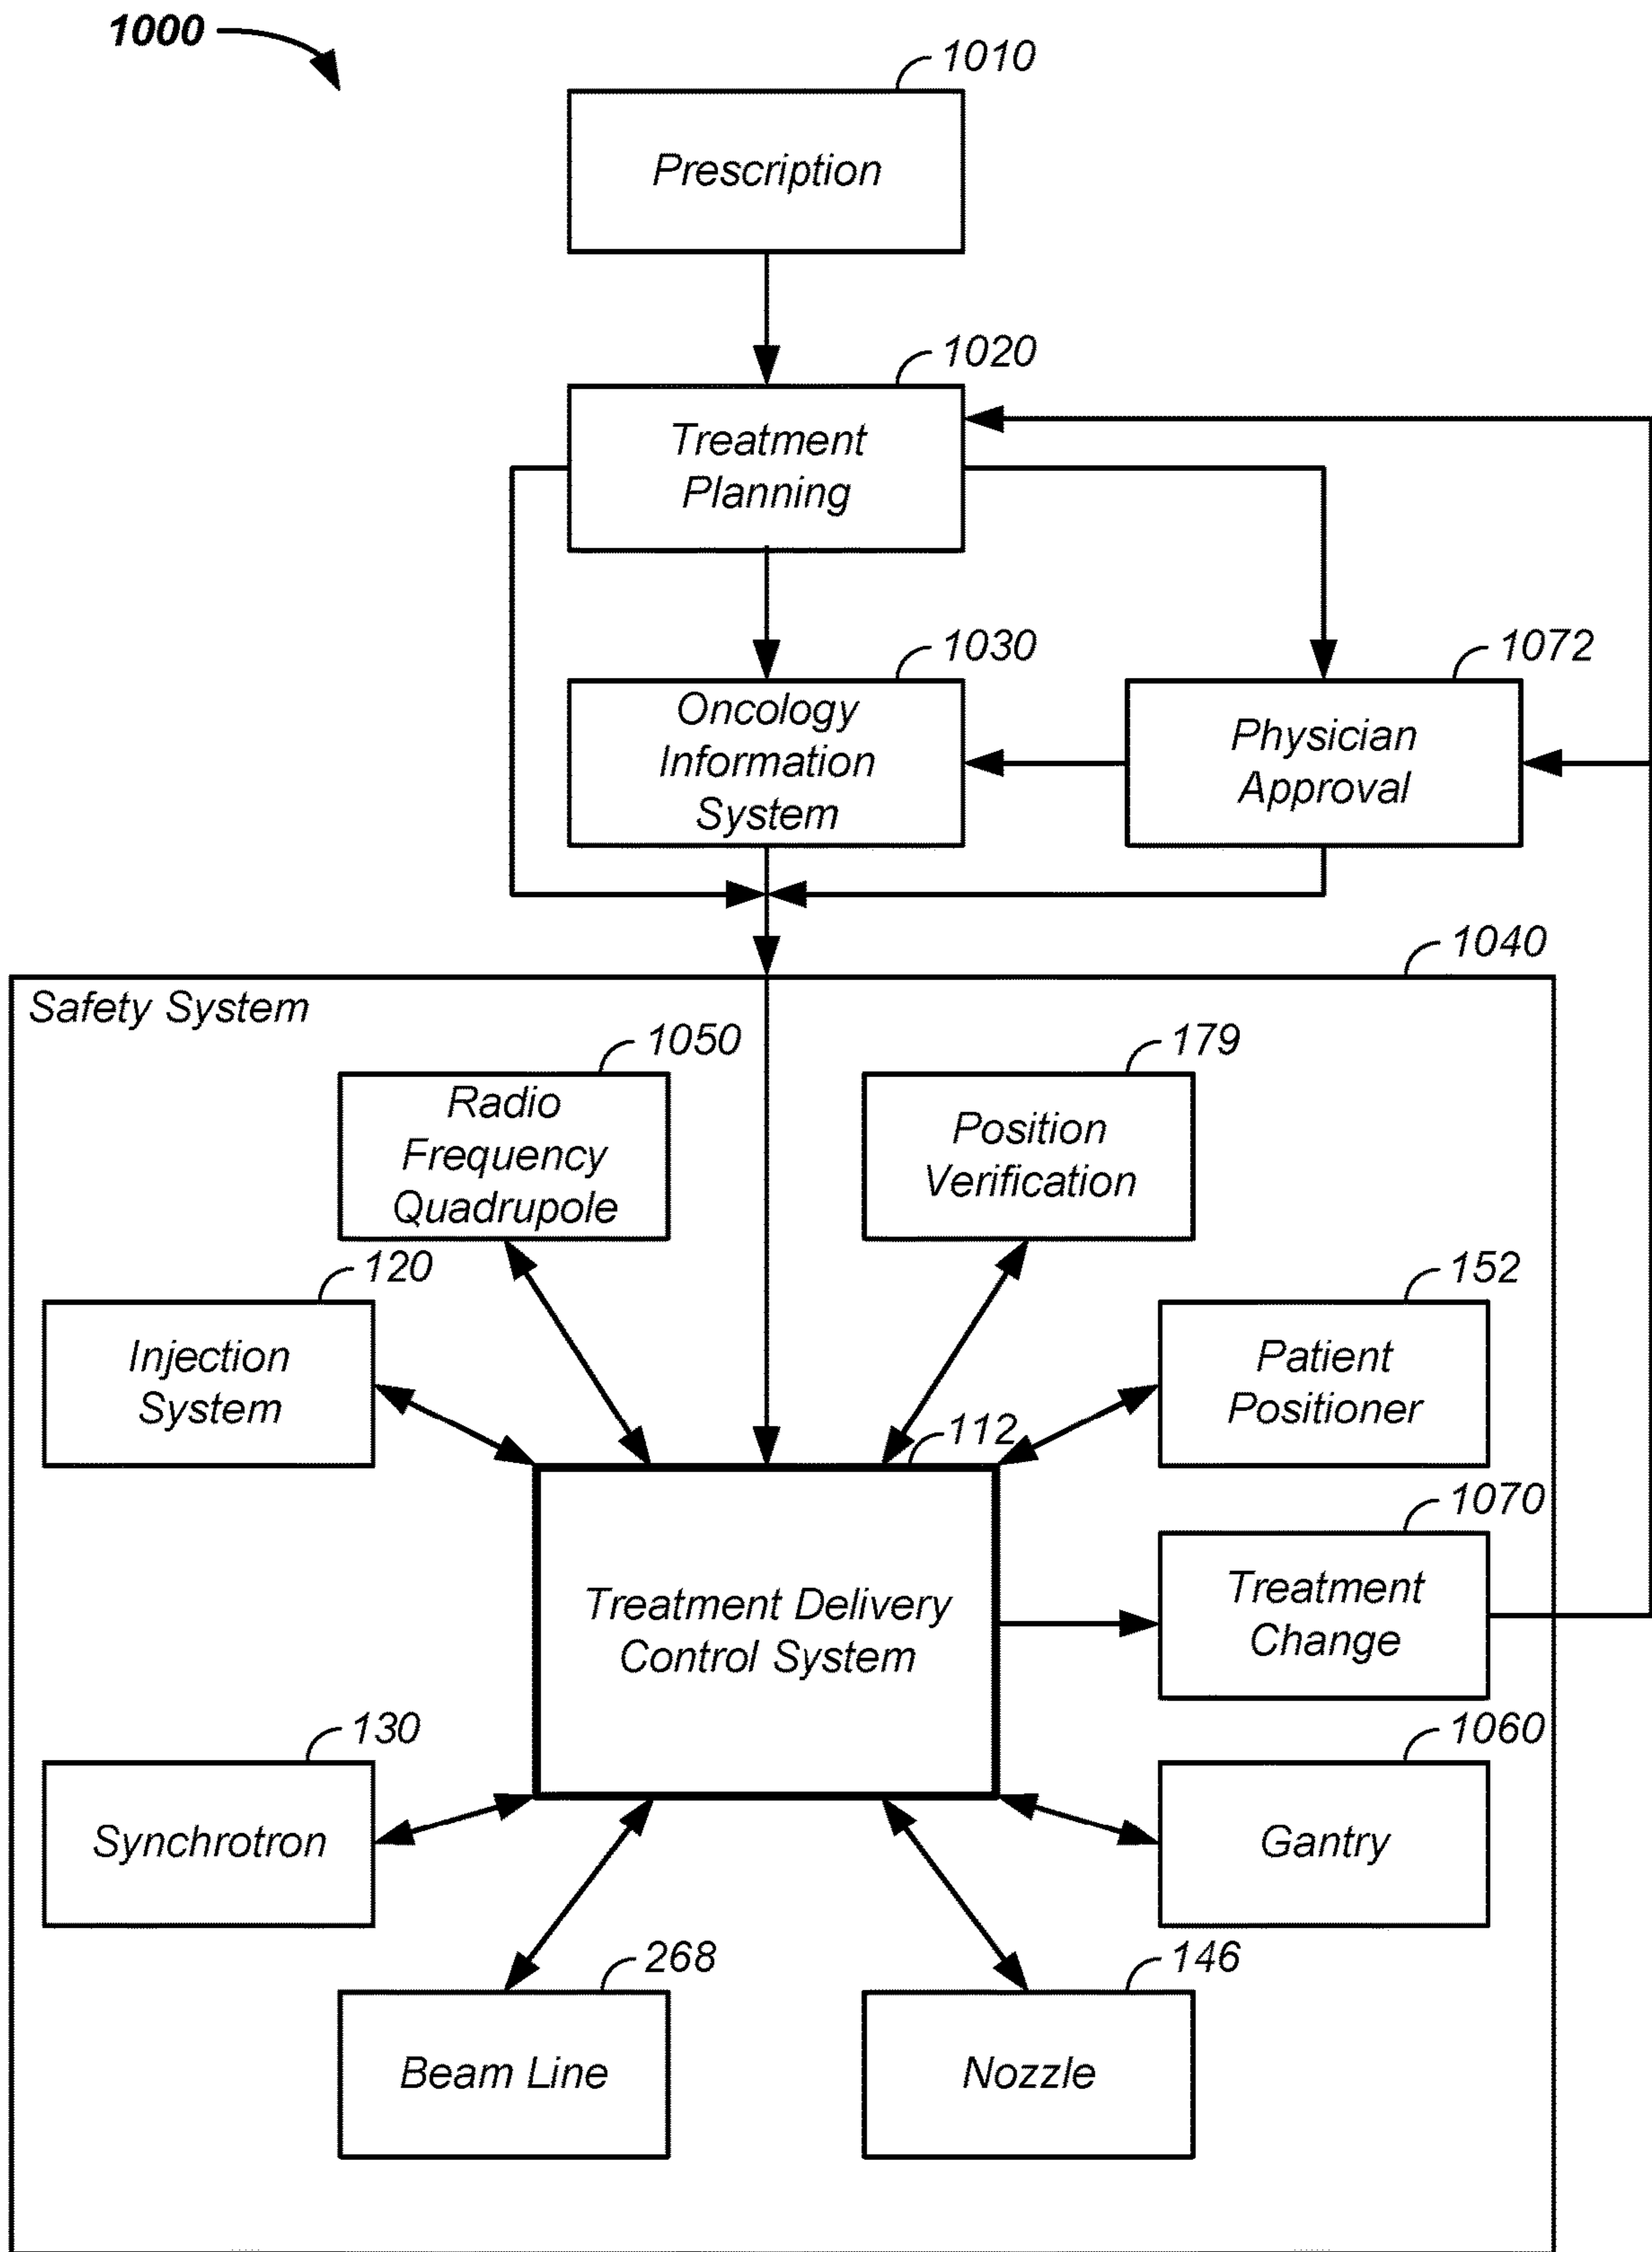 1000
1010
Prescription
1020
Treatment
Planning
1030
Oncology
Information
System
1072
Physician
Approval
1040
Safety System
1050
Radio
Frequency
Quadrupole
179
Position
Verification
120
Injection
System
152
Patient
Positioner
112
Treatment Delivery
Control System
1070
Treatment
Change
130
Synchrotron
1060
Gantry
268
Beam Line
146
Nozzle